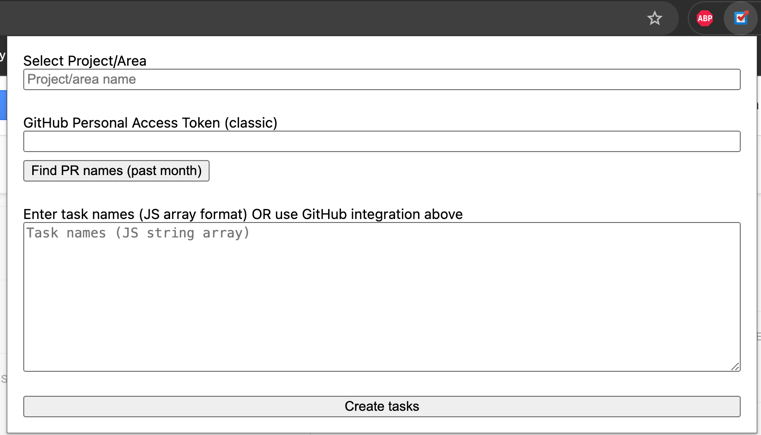 ABP
y
Select Project/Area
Project/area name
GitHub Personal Access Token (classic)
Find PR names (past month)
Enter task names (JS array format) OR use GitHub integration above
Task names (JS string array)
Create tasks